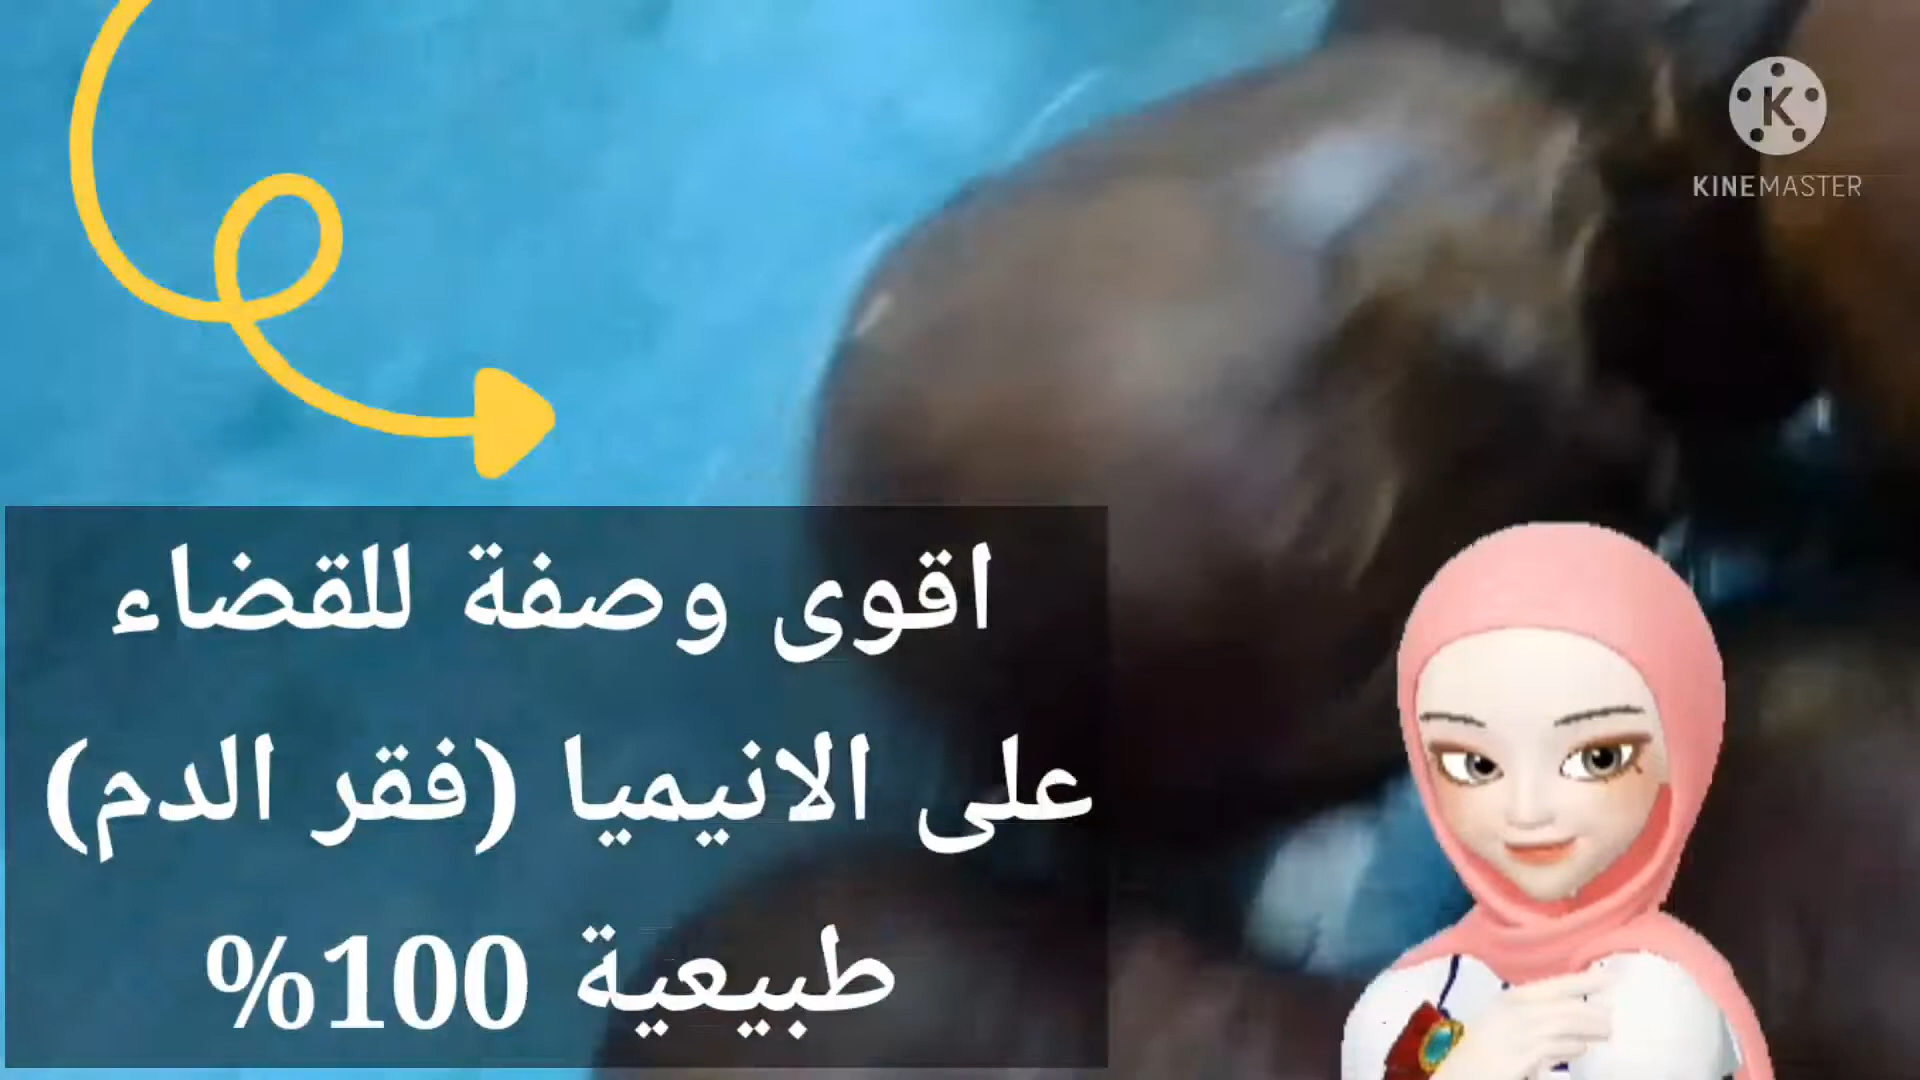 KINEMASTER
اقوى وصفة للقضاء
على الانيميا (فقر الدم)
طبيعية 100%